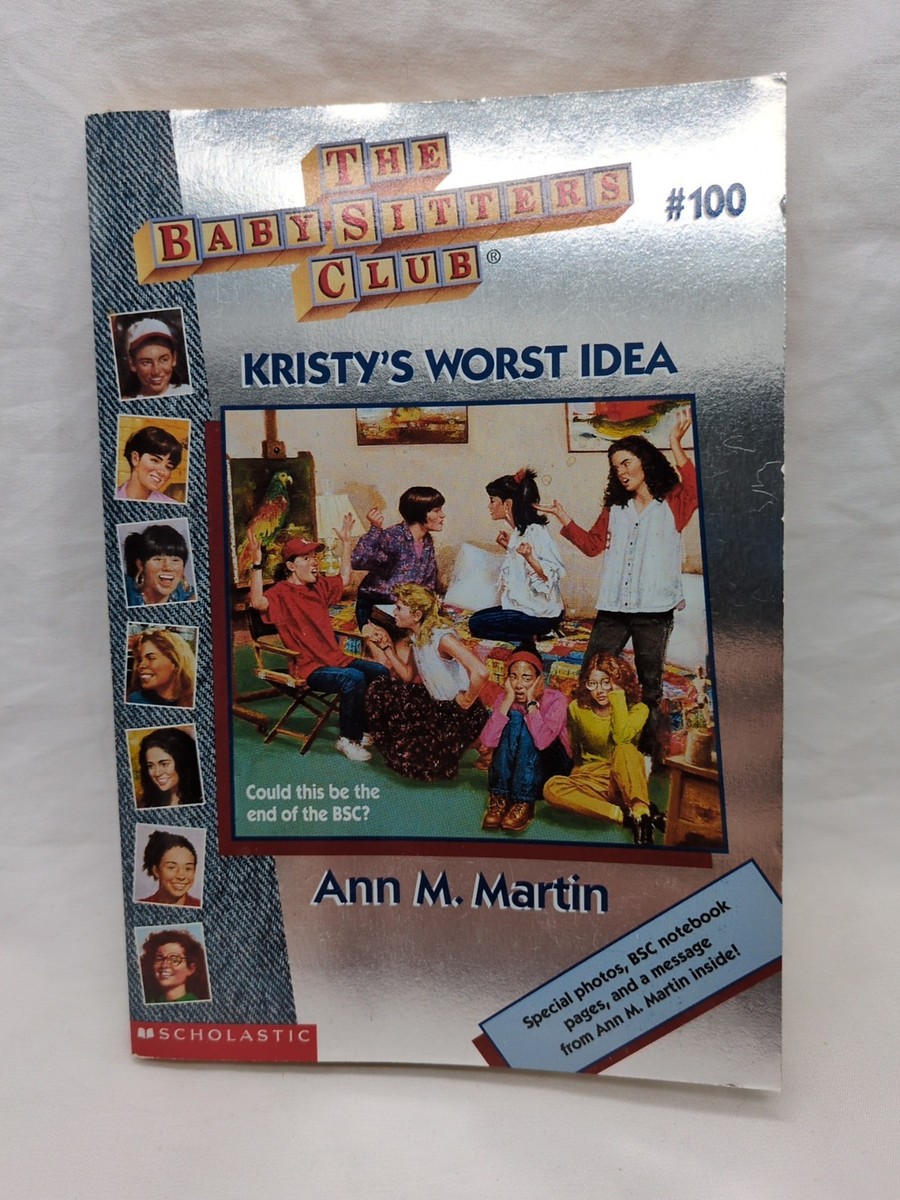 THE
BABY-SITTERS
CLUB®
#100
KRISTY'S WORST IDEA
Could this be the
end of the BSC?
Ann M. Martin
Special photos, BSC notebook
pages, and a message
from Ann M. Martin inside!
SCHOLASTIC